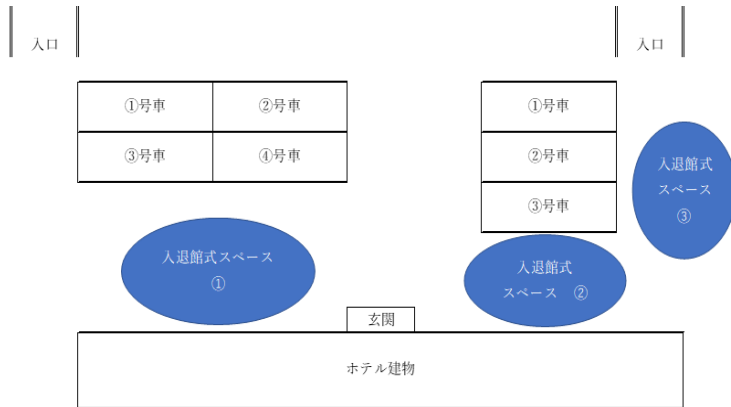 入口
入口
①号車
②号車
③号車
④号車
①号車
②号車
③号車
入退館式スペース
①
入退館式
スペース　②
入退館式
スペース
③
玄関
ホテル建物